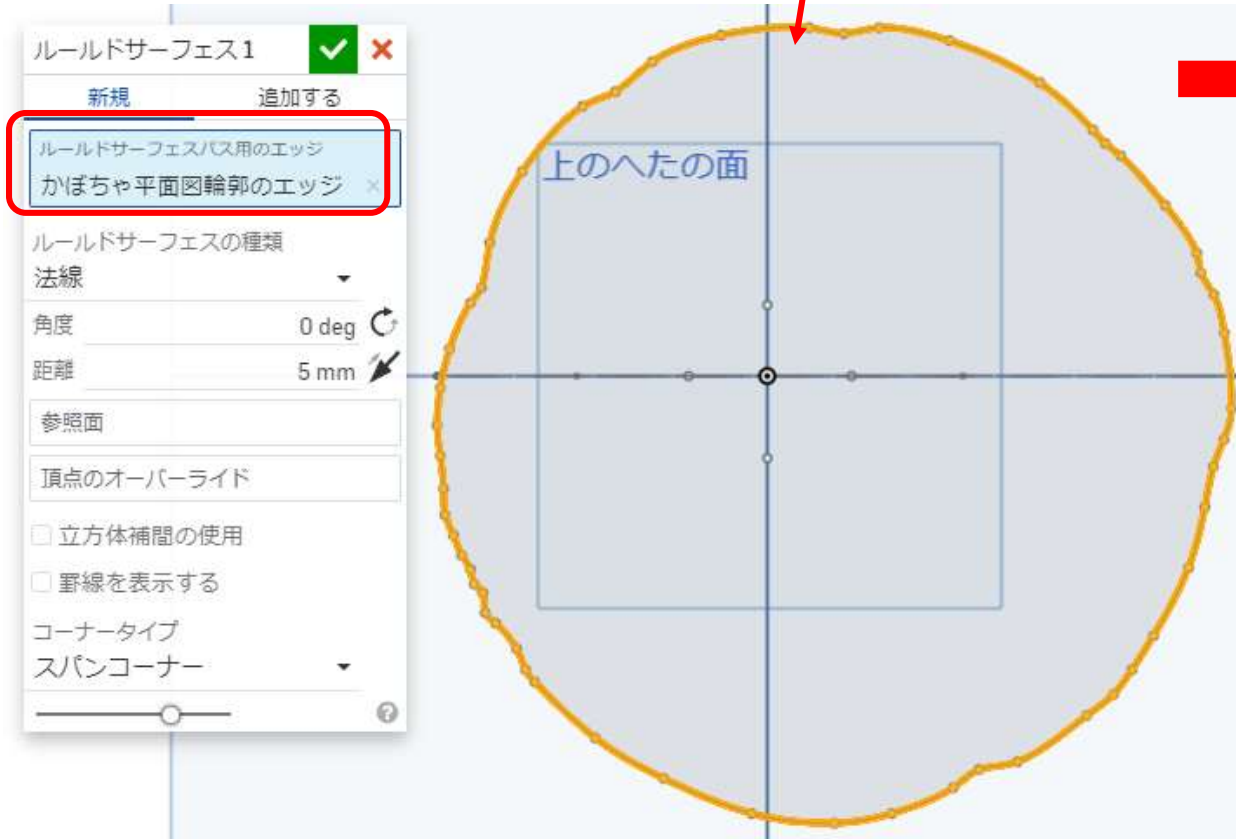 ルールドサーフェス1
新規 追加する
ルールドサーフェスパス用のエッジ
かぼちゃ平面図輪郭のエッジ ×
ルールドサーフェスの種類
法線
角度 0 deg
距離 5 mm
参照面
頂点のオーバーライド
立方体補間の使用
罫線を表示する
コーナータイプ
スパンコーナー
上のへたの面